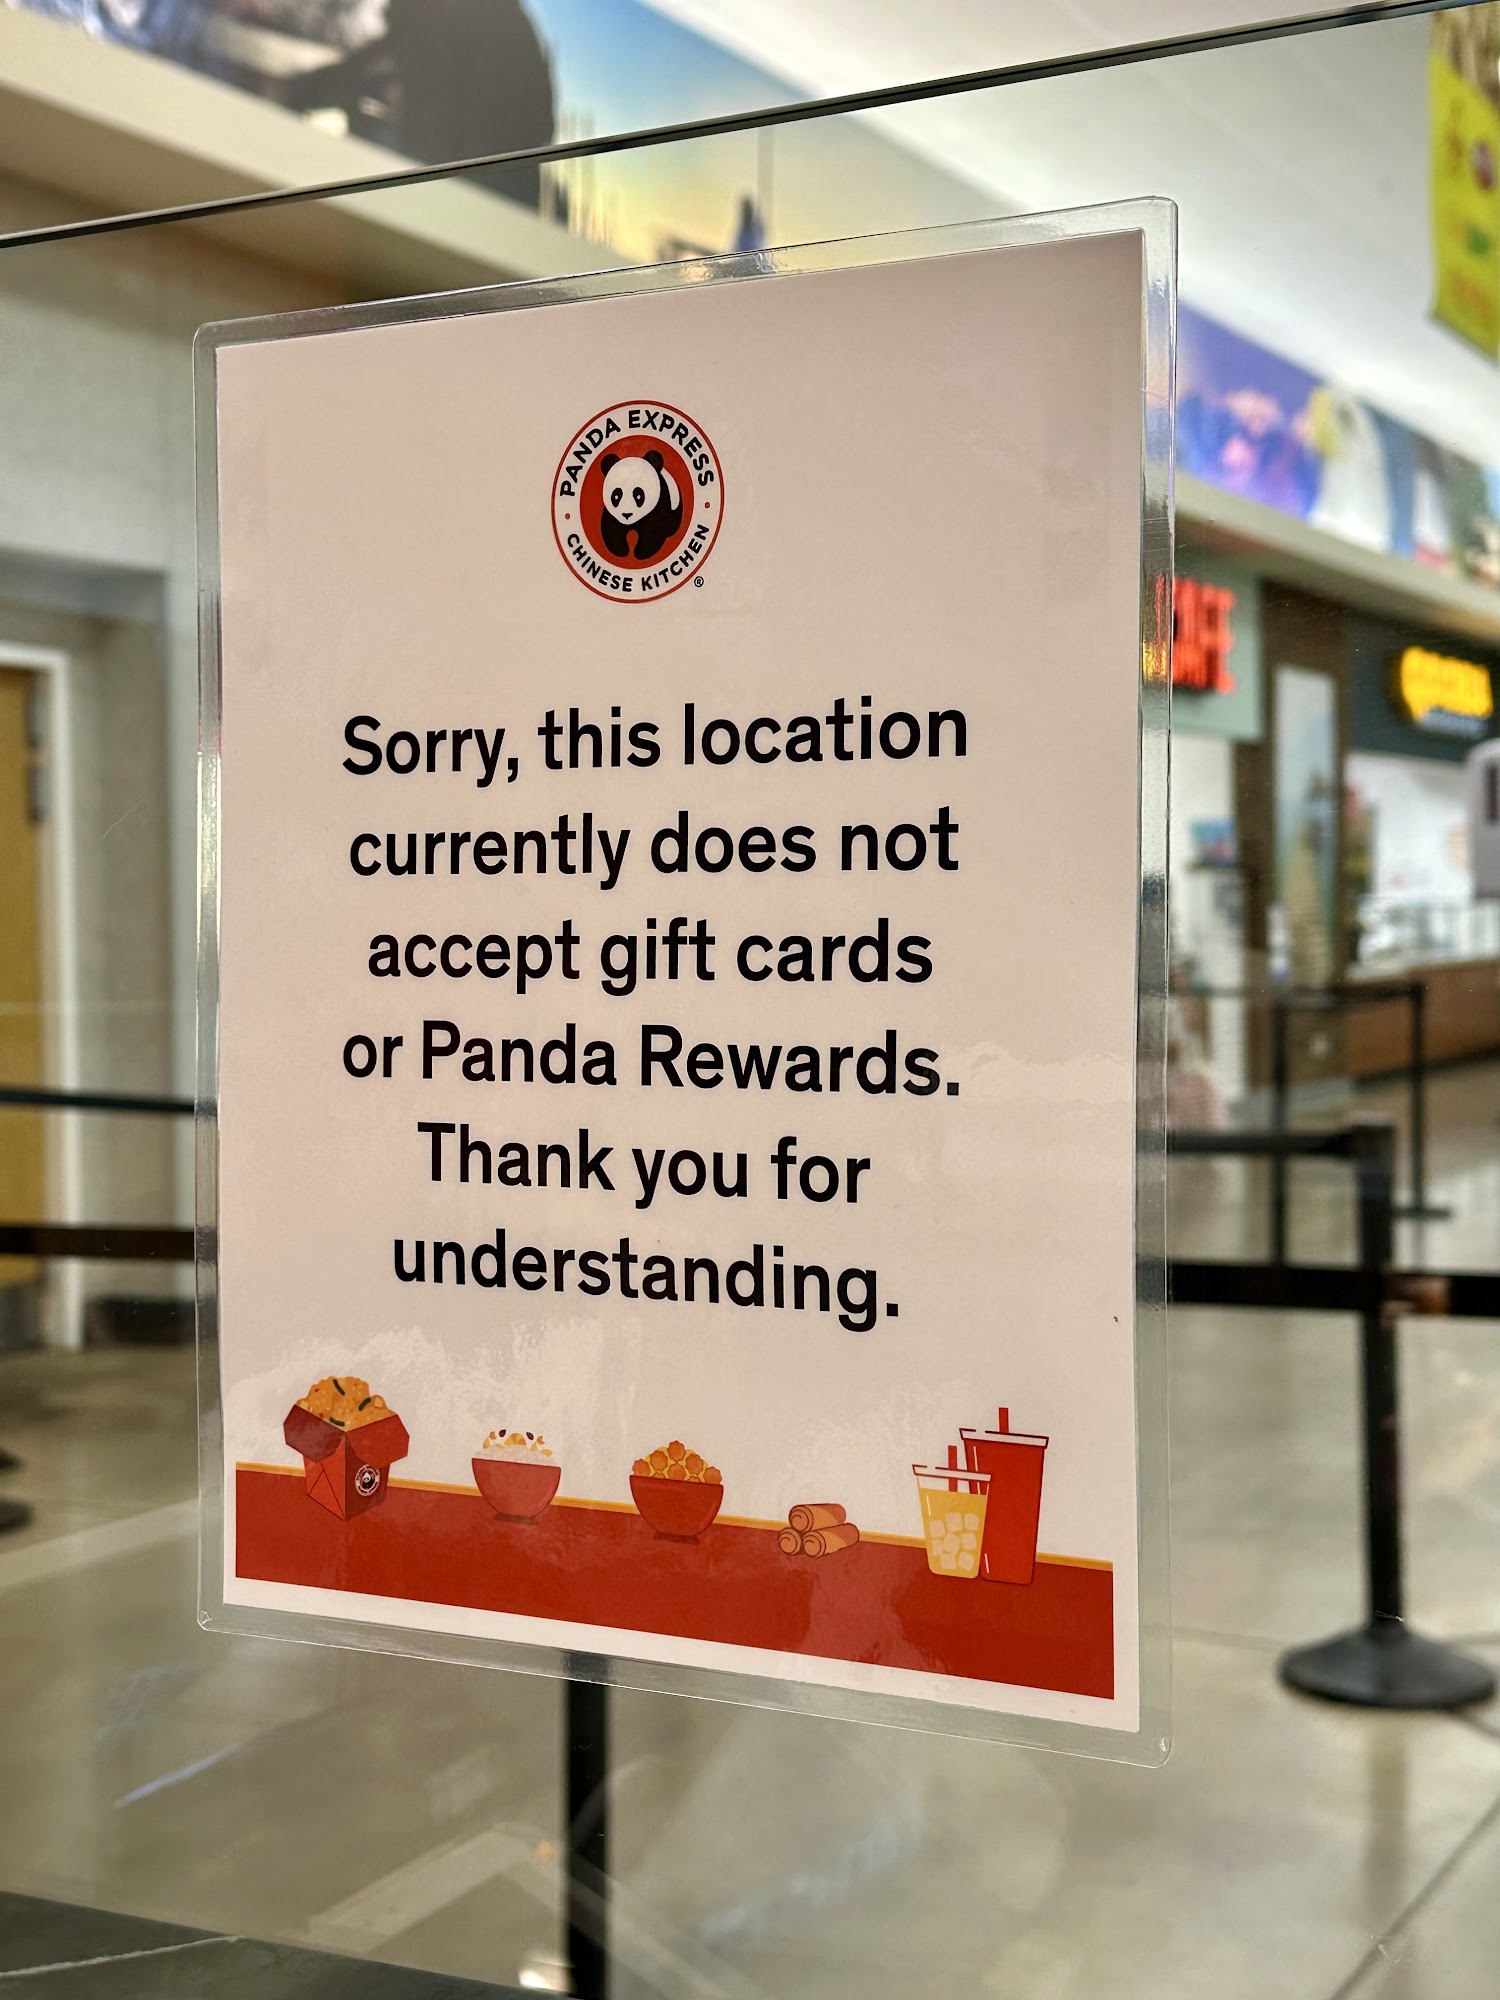 PANDA EXPRESS
CHINESE KITCHEN
®
Sorry, this location
currently does not
accept gift cards
or Panda Rewards.
Thank you for
understanding.